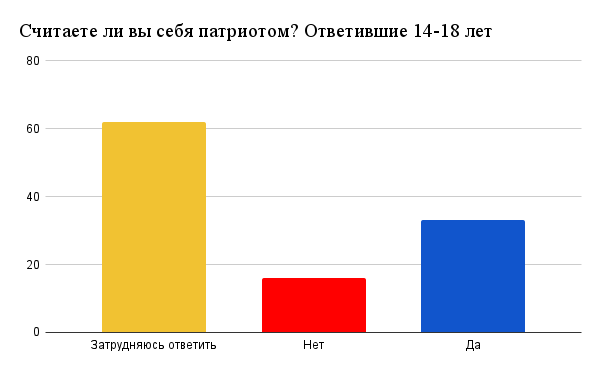 Считаете ли вы себя патриотом? Ответившие 14-18 лет
80
60
40
20
0
Затрудняюсь ответить
Нет
Да